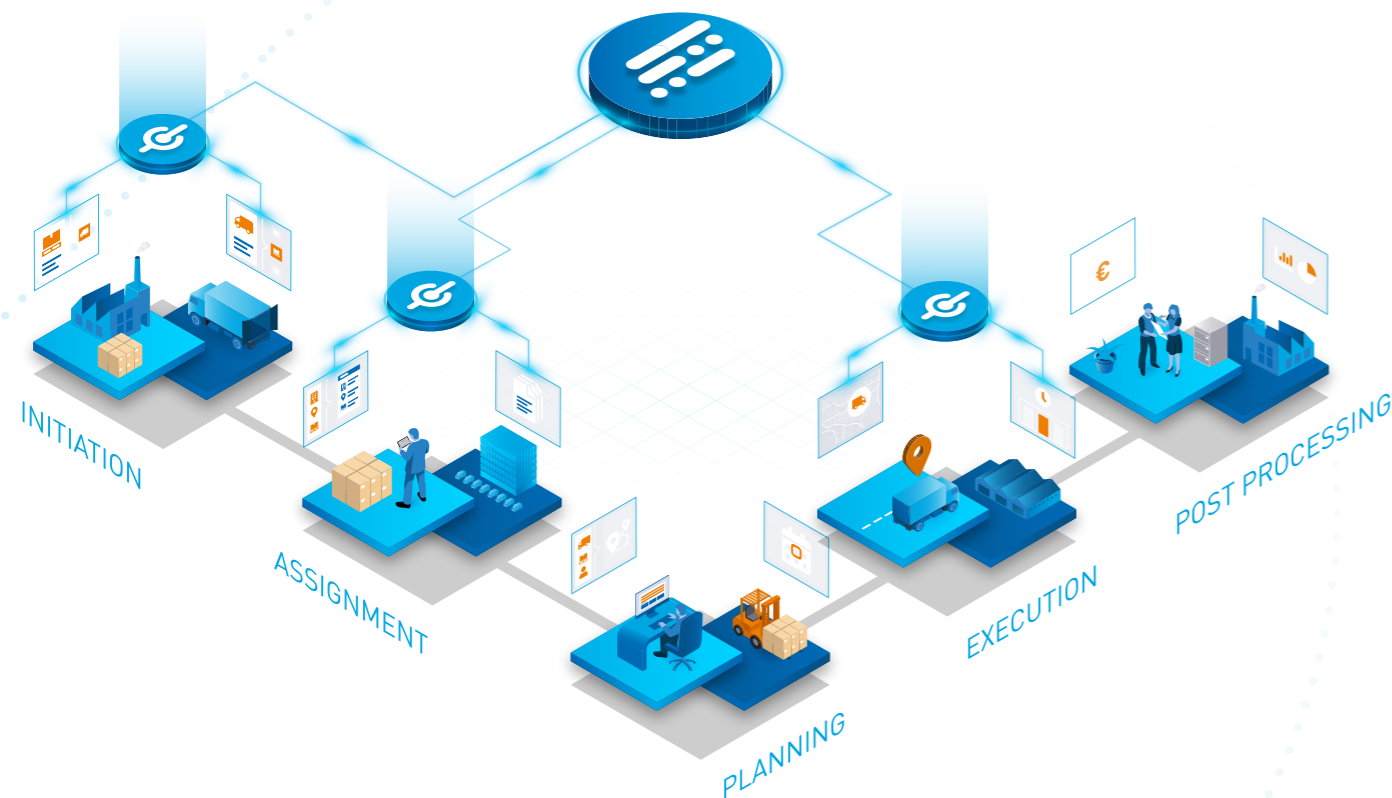 INITIATION
ASSIGNMENT
PLANNING
EXECUTION
POST PROCESSING
€